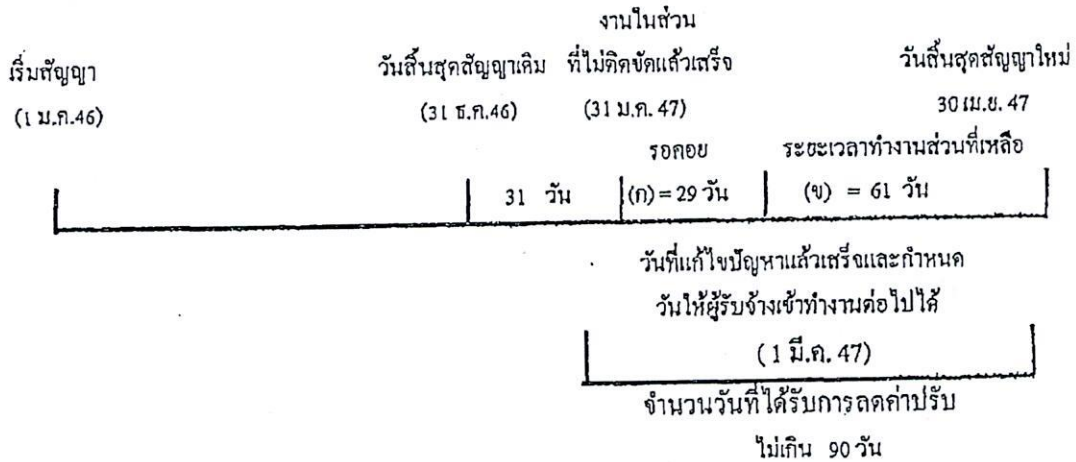 งานในส่วน
เริ่มสัญญา วันสิ้นสุดสัญญาเดิม ที่ไม่ติดขัดแล้วเสร็จ วันสิ้นสุดสัญญาใหม่
(1 ม.ค.46) (31 ธ.ค.46) (31 ม.ค. 47) 30 เม.ย. 47
รอคอย ระยะเวลาทำงานส่วนที่เหลือ
31 วัน (ก) = 29 วัน (ข) = 61 วัน
วันที่แก้ไขปัญหาแล้วเสร็จและกำหนด
วันให้ผู้รับจ้างเข้าทำงานต่อไปได้
(1 มี.ค. 47)
จำนวนวันที่ได้รับการลดค่าปรับ
ไม่เกิน 90 วัน